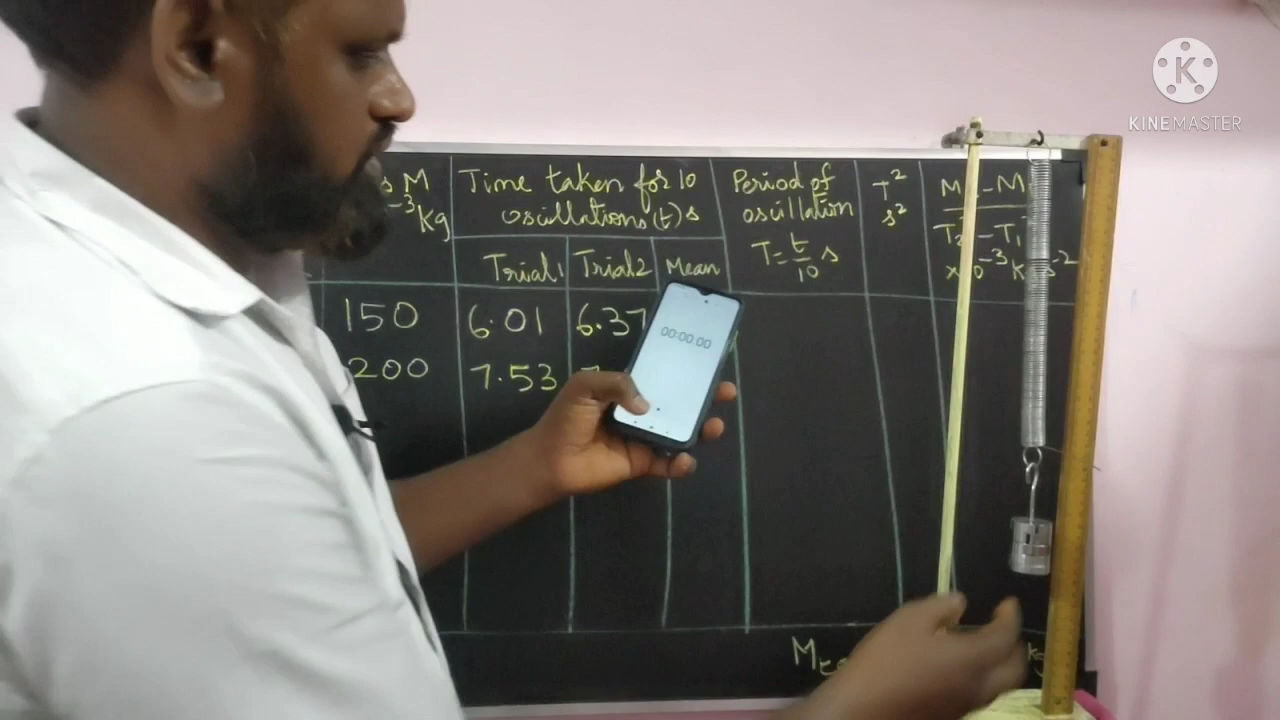 KINEMASTER
M
-3
Kg
Time taken for 10
oscillations (t) s
Trial 1
Trial 2
Mean
Period of
oscillation
T = t/10 s
T²
s²
150
6.01
6.37
200
7.53
00:00.00